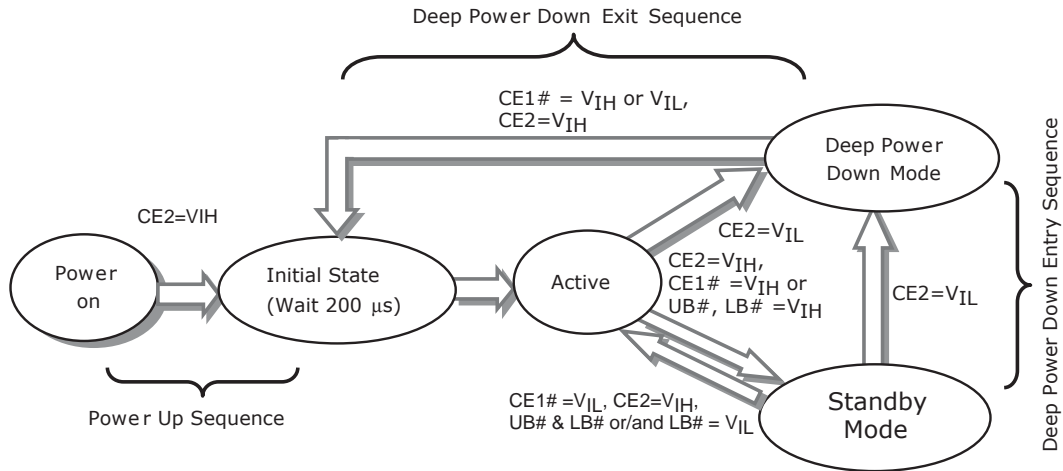 Deep Power Down Exit Sequence
CE1# = VIH or VIL,
CE2=VIH
Deep Power
Down Mode
CE2=VIH
Power
on
Initial State
(Wait 200 μs)
Active
CE2=VIL
CE2=VIH,
CE1# =VIH or
UB#, LB# =VIH
CE2=VIL
Deep Power Down Entry Sequence
Power Up Sequence
CE1# =VIL, CE2=VIH,
UB# & LB# or/and LB# = VIL
Standby
Mode